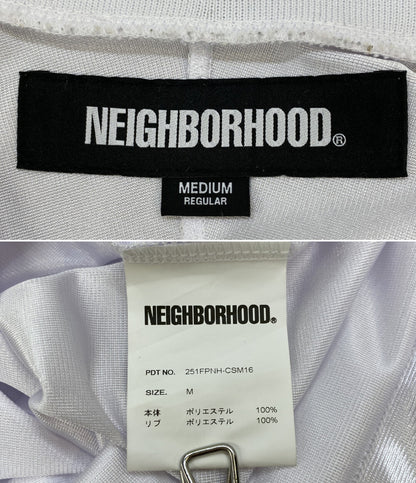 NEIGHBORHOOD®
MEDIUM
REGULAR
NEIGHBORHOOD®
PDT NO. 251FPNH-CSM16
SIZE. M
本体 ポリエステル 100%
リブ ポリエステル 100%